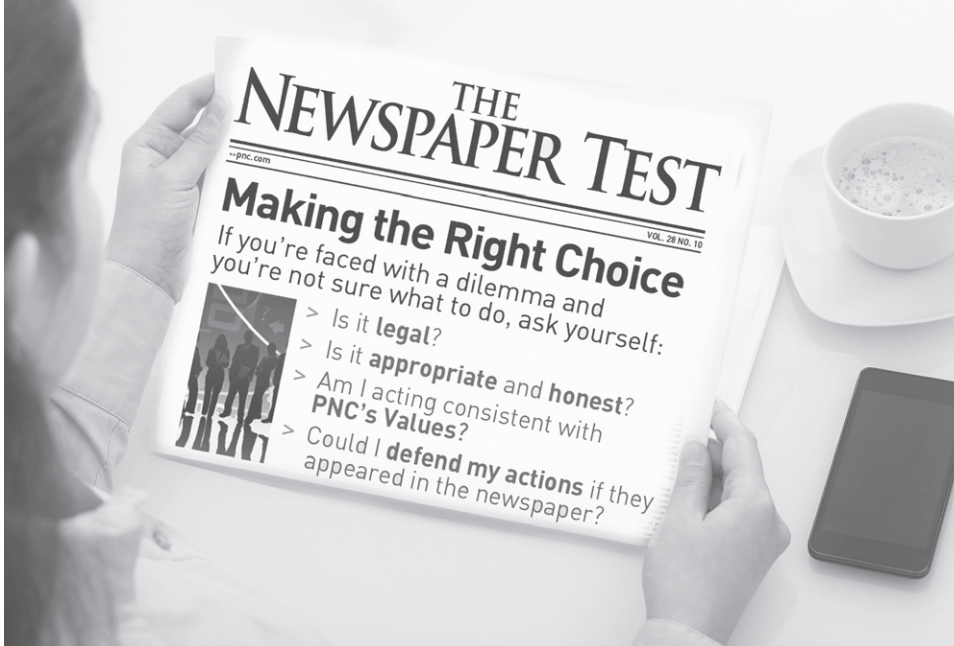 THE
NEWSPAPER TEST
pnc.com
VOL. 28 NO. 10
Making the Right Choice
If you're faced with a dilemma and
you're not sure what to do, ask yourself:
> Is it legal?
> Is it appropriate and honest?
> Am I acting consistent with
PNC's Values?
> Could I defend my actions if they
appeared in the newspaper?